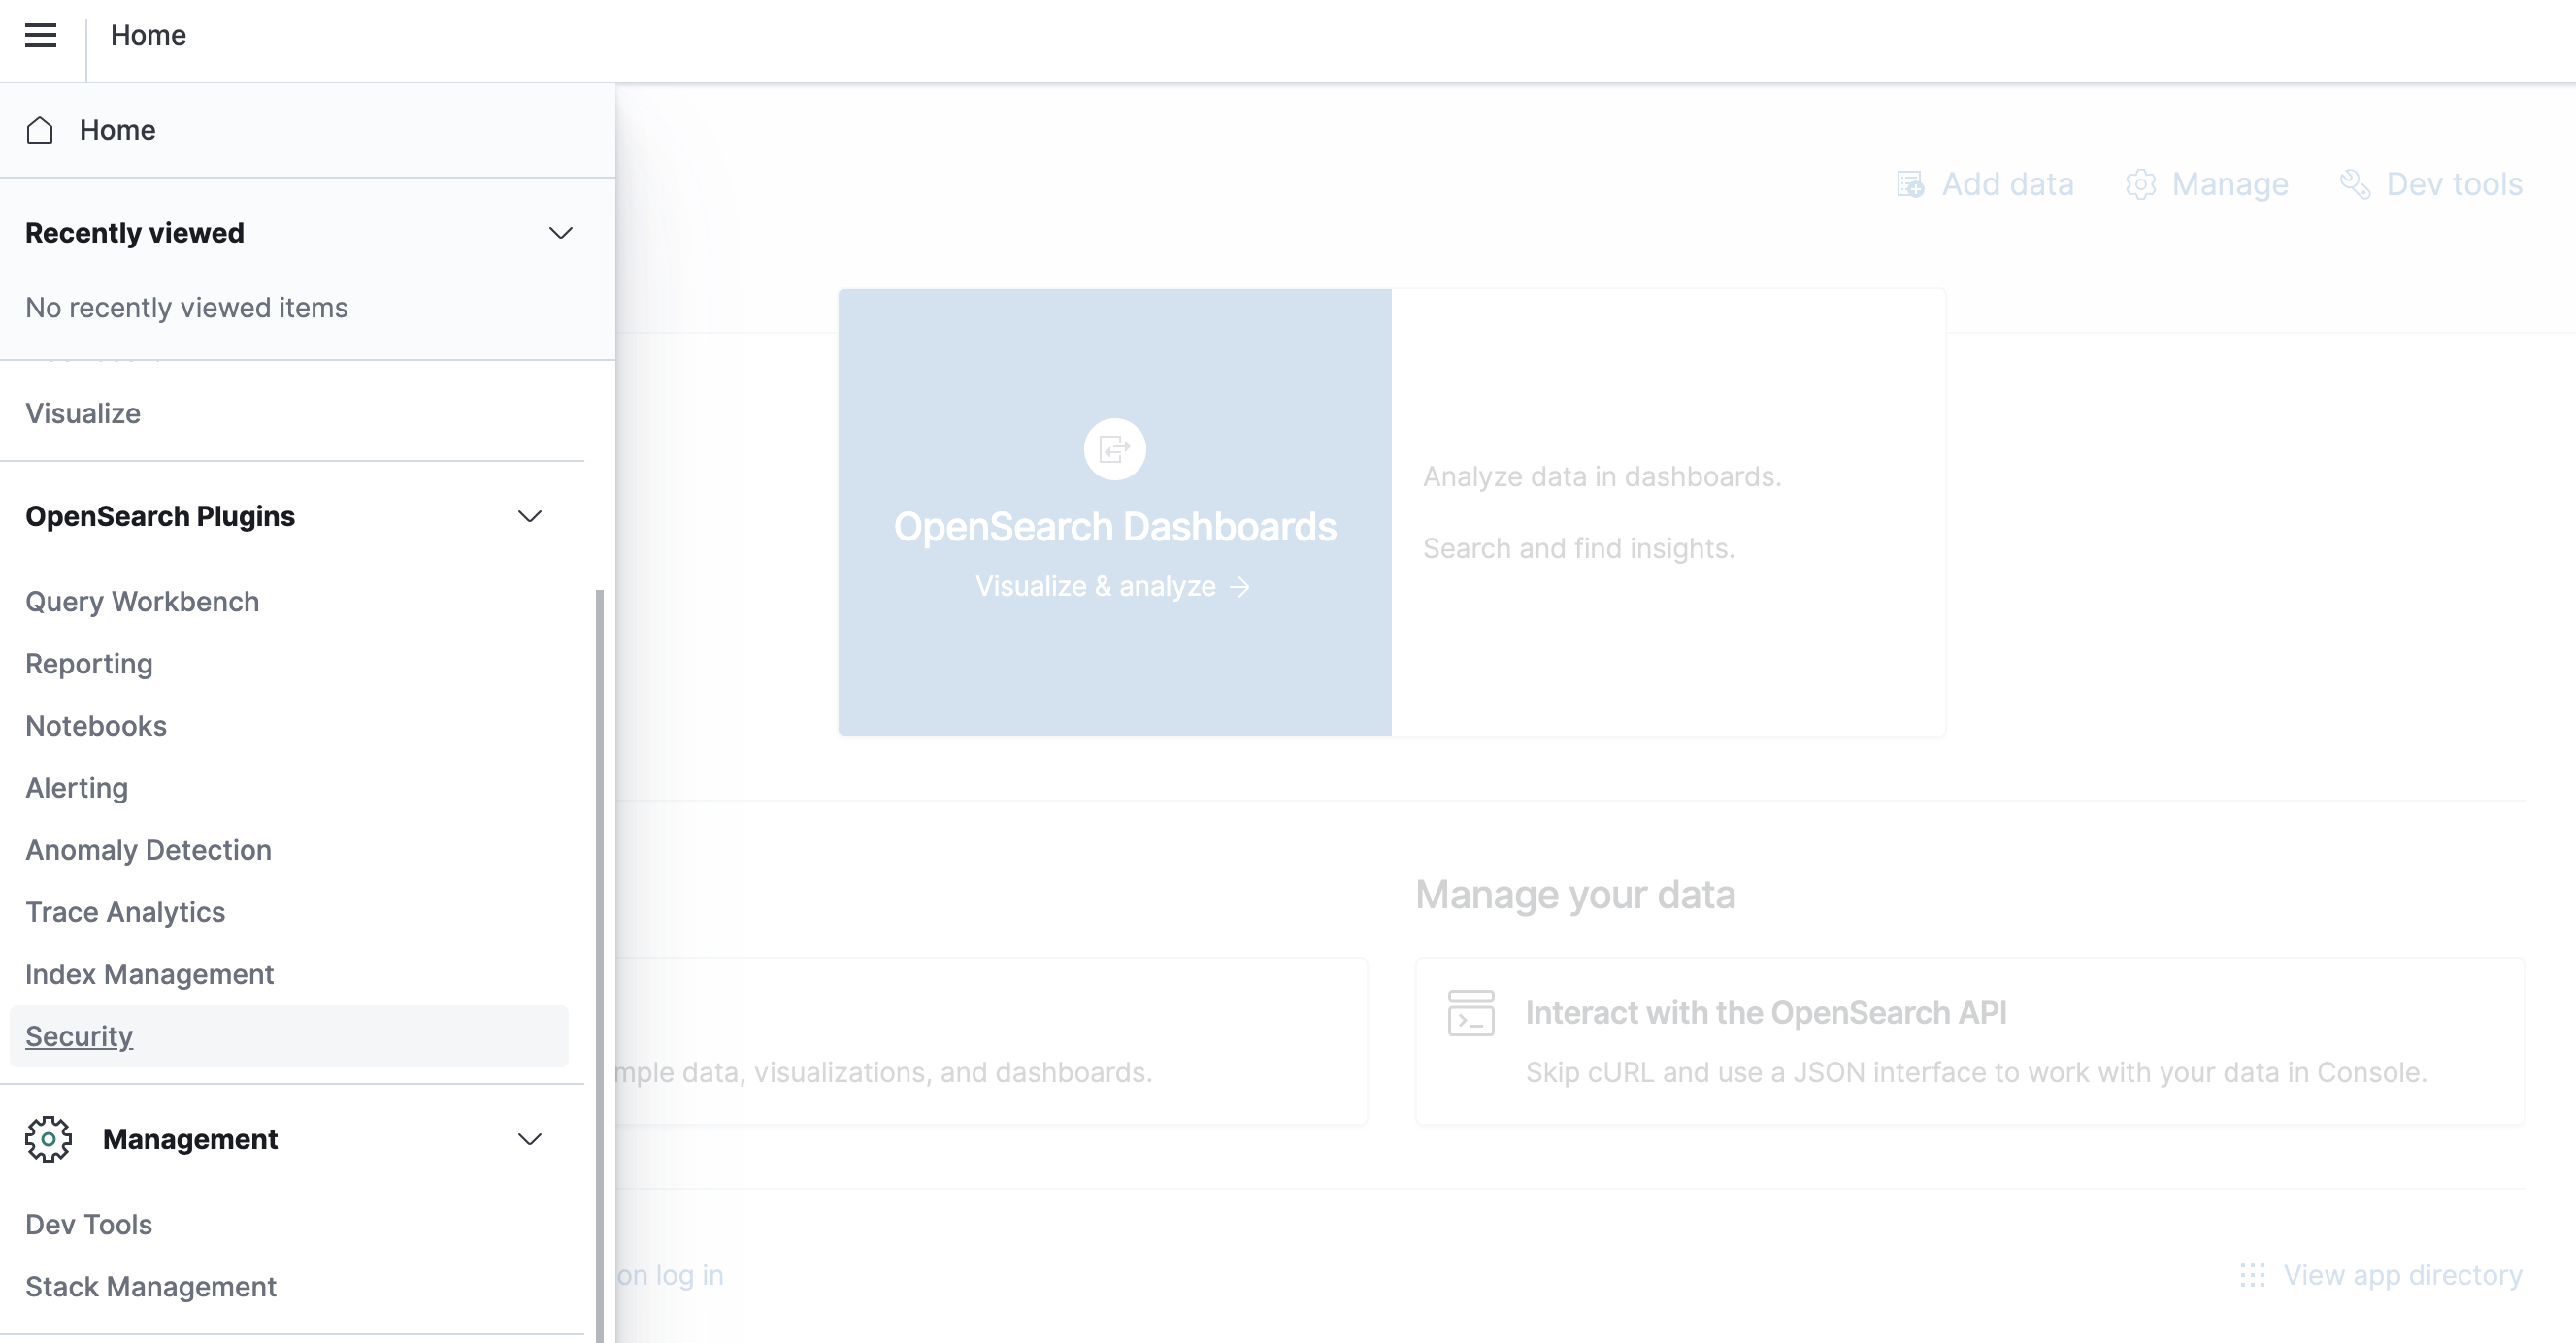 Home
Home
Recently viewed
No recently viewed items
Visualize
OpenSearch Plugins
Query Workbench
Reporting
Notebooks
Alerting
Anomaly Detection
Trace Analytics
Index Management
Security
Management
Dev Tools
Stack Management
Add data
Manage
Dev tools
OpenSearch Dashboards
Visualize & analyze
Analyze data in dashboards.
Search and find insights.
data, visualizations, and dashboards.
Manage your data
Interact with the OpenSearch API
Skip cURL and use a JSON interface to work with your data in Console.
on log in
View app directory